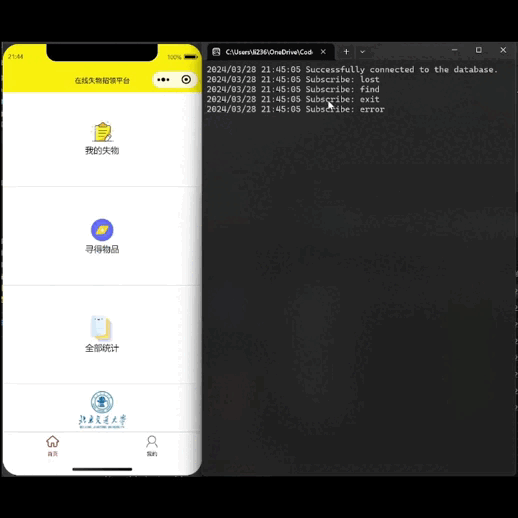 21:44
100%
在线失物招领平台
我的失物
寻得物品
全部统计
北京交通大学
首页
我的
C:\Users\li236\OneDrive\Code
2024/03/28 21:45:05 Successfully connected to the database.
2024/03/28 21:45:05 Subscribe: lost
2024/03/28 21:45:05 Subscribe: find
2024/03/28 21:45:05 Subscribe: exit
2024/03/28 21:45:05 Subscribe: error